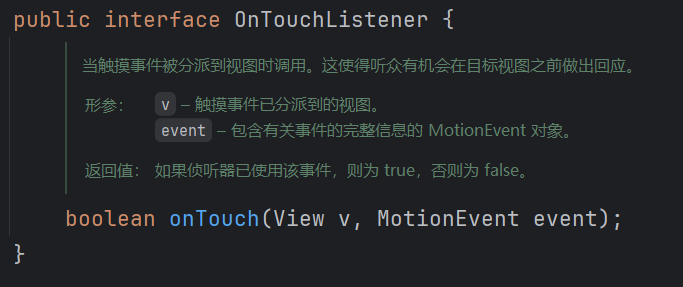 public interface OnTouchListener {
当触摸事件被分派到视图时调用。这使得听众有机会在目标视图之前做出回应。
形参： v – 触摸事件已分派到的视图。
event – 包含有关事件的完整信息的 MotionEvent 对象。
返回值： 如果侦听器已使用该事件，则为 true，否则为 false。
boolean onTouch(View v, MotionEvent event);
}